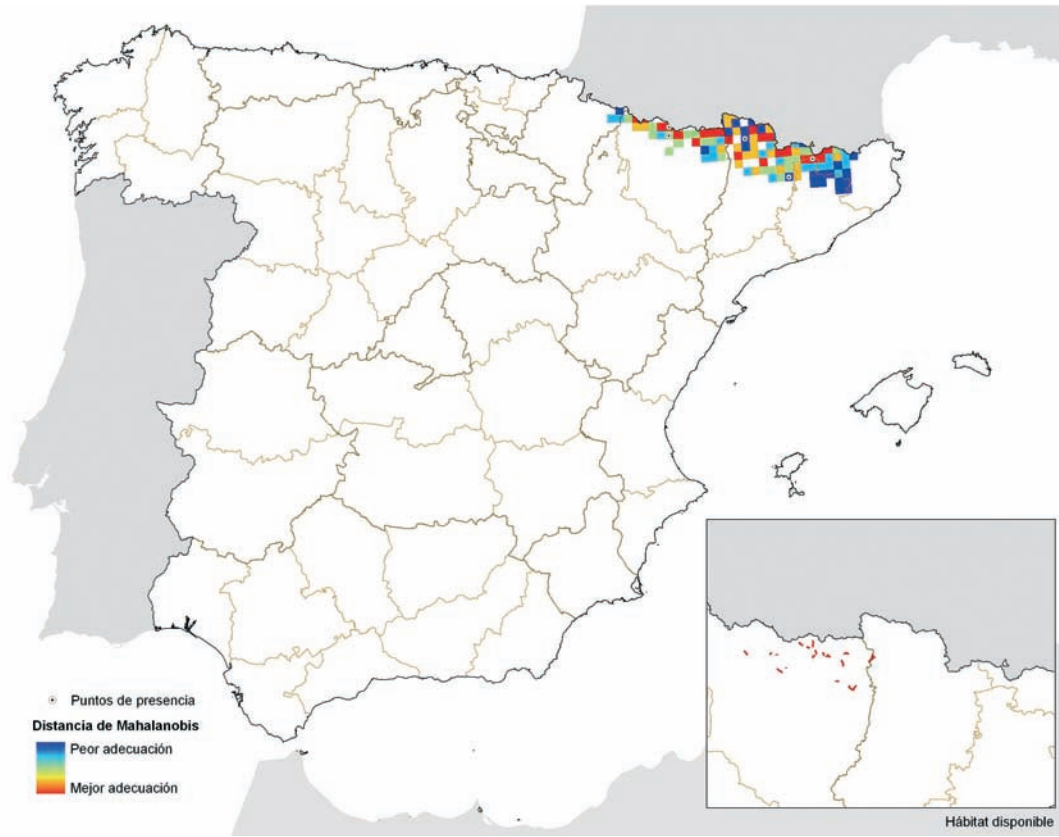 Puntos de presencia
Distancia de Mahalanobis
Peor adecuación
Mejor adecuación
Hábitat disponible